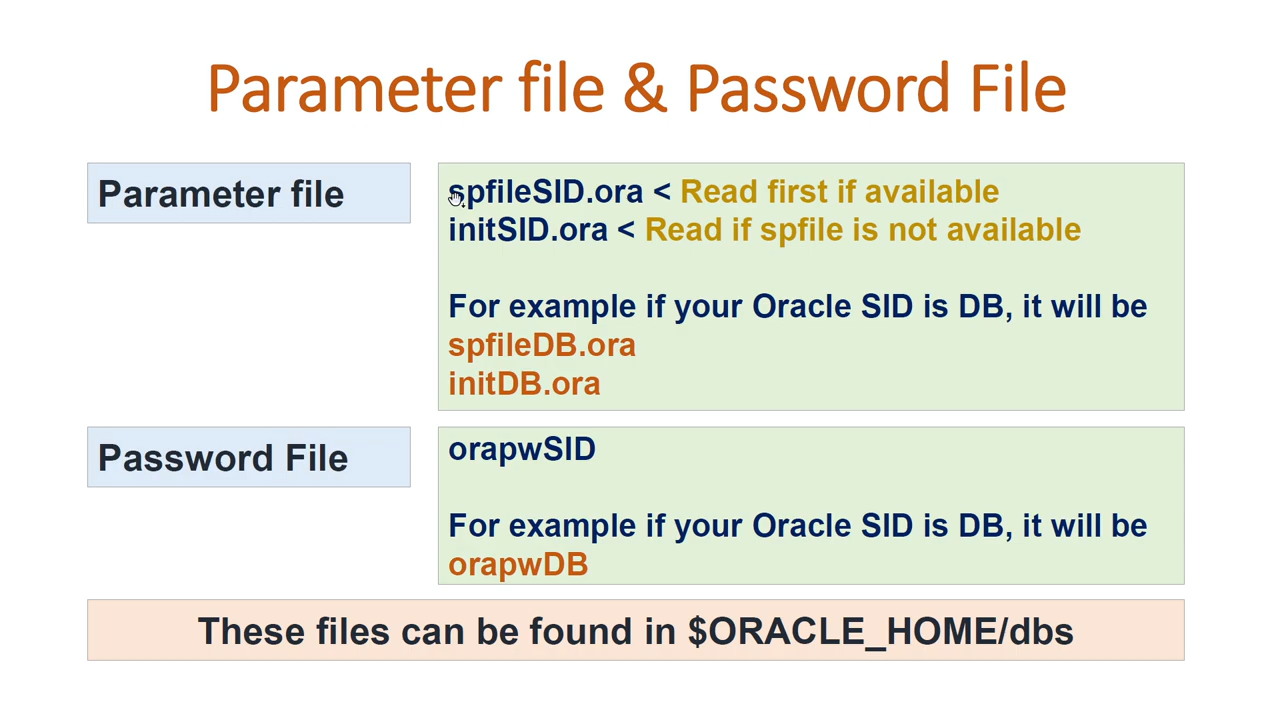 Parameter file & Password File
Parameter file
spfileSID.ora < Read first if available
initSID.ora < Read if spfile is not available
For example if your Oracle SID is DB, it will be
spfileDB.ora
initDB.ora
Password File
orapwSID
For example if your Oracle SID is DB, it will be
orapwDB
These files can be found in $ORACLE_HOME/dbs